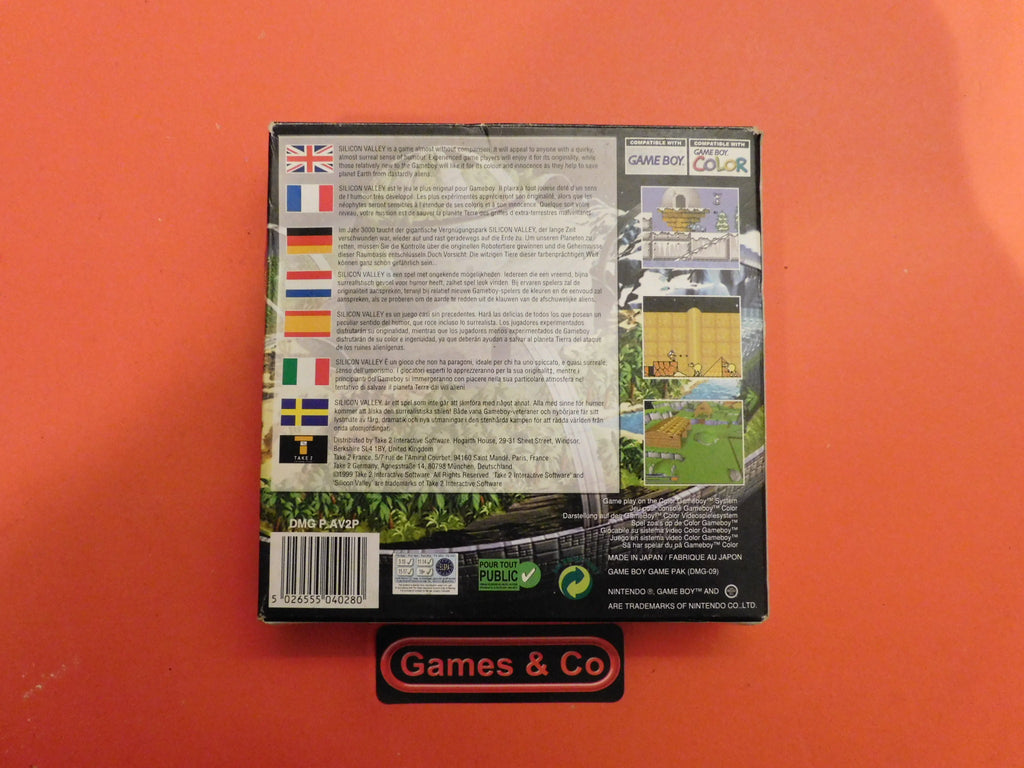 SILICON VALLEY is a game almost without comparison. It will appeal to anyone with a quirky,
almost surreal sense of humour. Experienced game players will enjoy it for its originality, while
those relatively new to the Gameboy will like it for its colour and innocence as they help to save
planet Earth from dastardly aliens...
SILICON VALLEY est le jeu le plus original pour Gameboy. Il plaira à tout joueur doté d'un sens
de l'humour très développé. Les plus expérimentés apprécieront son originalité, alors que les
néophytes seront sensibles à l'étendue de ses coloris et à son innocence. Quelque soit votre
niveau, votre mission est de sauver la planète Terre des griffes d'extra-terrestres malveillants.
Im Jahr 3000 taucht der gigantische Vergnügungspark SILICON VALLEY, der lange Zeit
verschwunden war, wieder auf und rast geradewegs auf die Erde zu. Um unseren Planeten zu
retten, müssen Sie die Kontrolle über die originellen Robotertiere gewinnen und die Geheimnisse
dieser Raumbasis entschlüsseln. Doch Vorsicht: Die witzigen Tiere dieser farbenprächtigen Welt
können ganz schön gefährlich sein...
SILICON VALLEY is een spel met ongekende mogelijkheden. Iedereen die een vreemd, bijna
surrealistisch gevoel voor humor heeft, zal het spel leuk vinden. Bij ervaren spelers zal de
originaliteit aanspreken, terwijl bij relatief nieuwe Gameboy-spelers de kleuren en de eenvoud zal
aanspreken, als ze proberen om de aarde te redden uit de klauwen van de afschuwelijke aliens.
SILICON VALLEY es un juego casi sin precedentes. Hará las delicias de todos los que posean un
peculiar sentido del humor, que roce incluso lo surrealista. Los jugadores experimentados
disfrutarán su originalidad, mientras que los jugadores menos experimentados de Gameboy
disfrutarán de su color e ingenuidad, ya que deberán ayudan a salvar al planeta Tierra del ataque
de los ruines alienígenas.
SILICON VALLEY È un gioco che non ha paragoni, ideale per chi ha uno spiccato, e quasi surreale,
senso dell'umorismo. I giocatori esperti lo apprezzeranno per la sua originalit‡, mentre i
principianti del Gameboy si immergeranno con piacere nella sua particolare atmosfera nel
tentativo di salvare il pianeta Terra dai vol alieni.
SILICON VALLEY. är ett spel som inte går att jämföra med något annat. Alla med sinne för humor,
kommer att älska den surrealistiska stilen! Både vana Gameboy-veteraner och nybörjare får sitt
lystmäte av färg, dramatik och nya utmaningar i den stenhårda kampen för att rädda världen från
onda utomjordingar.
TAKE 2
Distributed by Take 2 Interactive Software. Hogarth House, 29-31 Sheet Street, Windsor,
Berkshire SL4 1BY, United Kingdom
Take 2 France, 5/7 rue de l'Amiral Courbet, 94160 Saint Mandé, Paris, France
Take 2 Germany, Agnesstraße 14, 80798 München, Deutschland
©1999 Take 2 Interactive Software. All Rights Reserved. 'Take 2 Interactive Software' and
'Silicon Valley' are trademarks of Take 2 Interactive Software
COMPATIBLE WITH
GAME BOY.
COMPATIBLE WITH
GAME BOY
COLOR
Game play on the Color Gameboy™ System
Jeu pour console Gameboy™ Color
Darstellung auf den GameBoy™ Color Videospielesystem
Spel zoals op de Color Gameboy™
Giocabile su sistema video Color Gameboy™
Juego en sistema video Color Gameboy™
Så har spelar du på Gameboy™ Color
MADE IN JAPAN / FABRIQUE AU JAPON
GAME BOY GAME PAK (DMG-09)
NINTENDO ®, GAME BOY™ AND
ARE TRADEMARKS OF NINTENDO CO.,LTD.
DMG P AV2P
5 026555 040280
POUR TOUT
PUBLIC
Games & Co